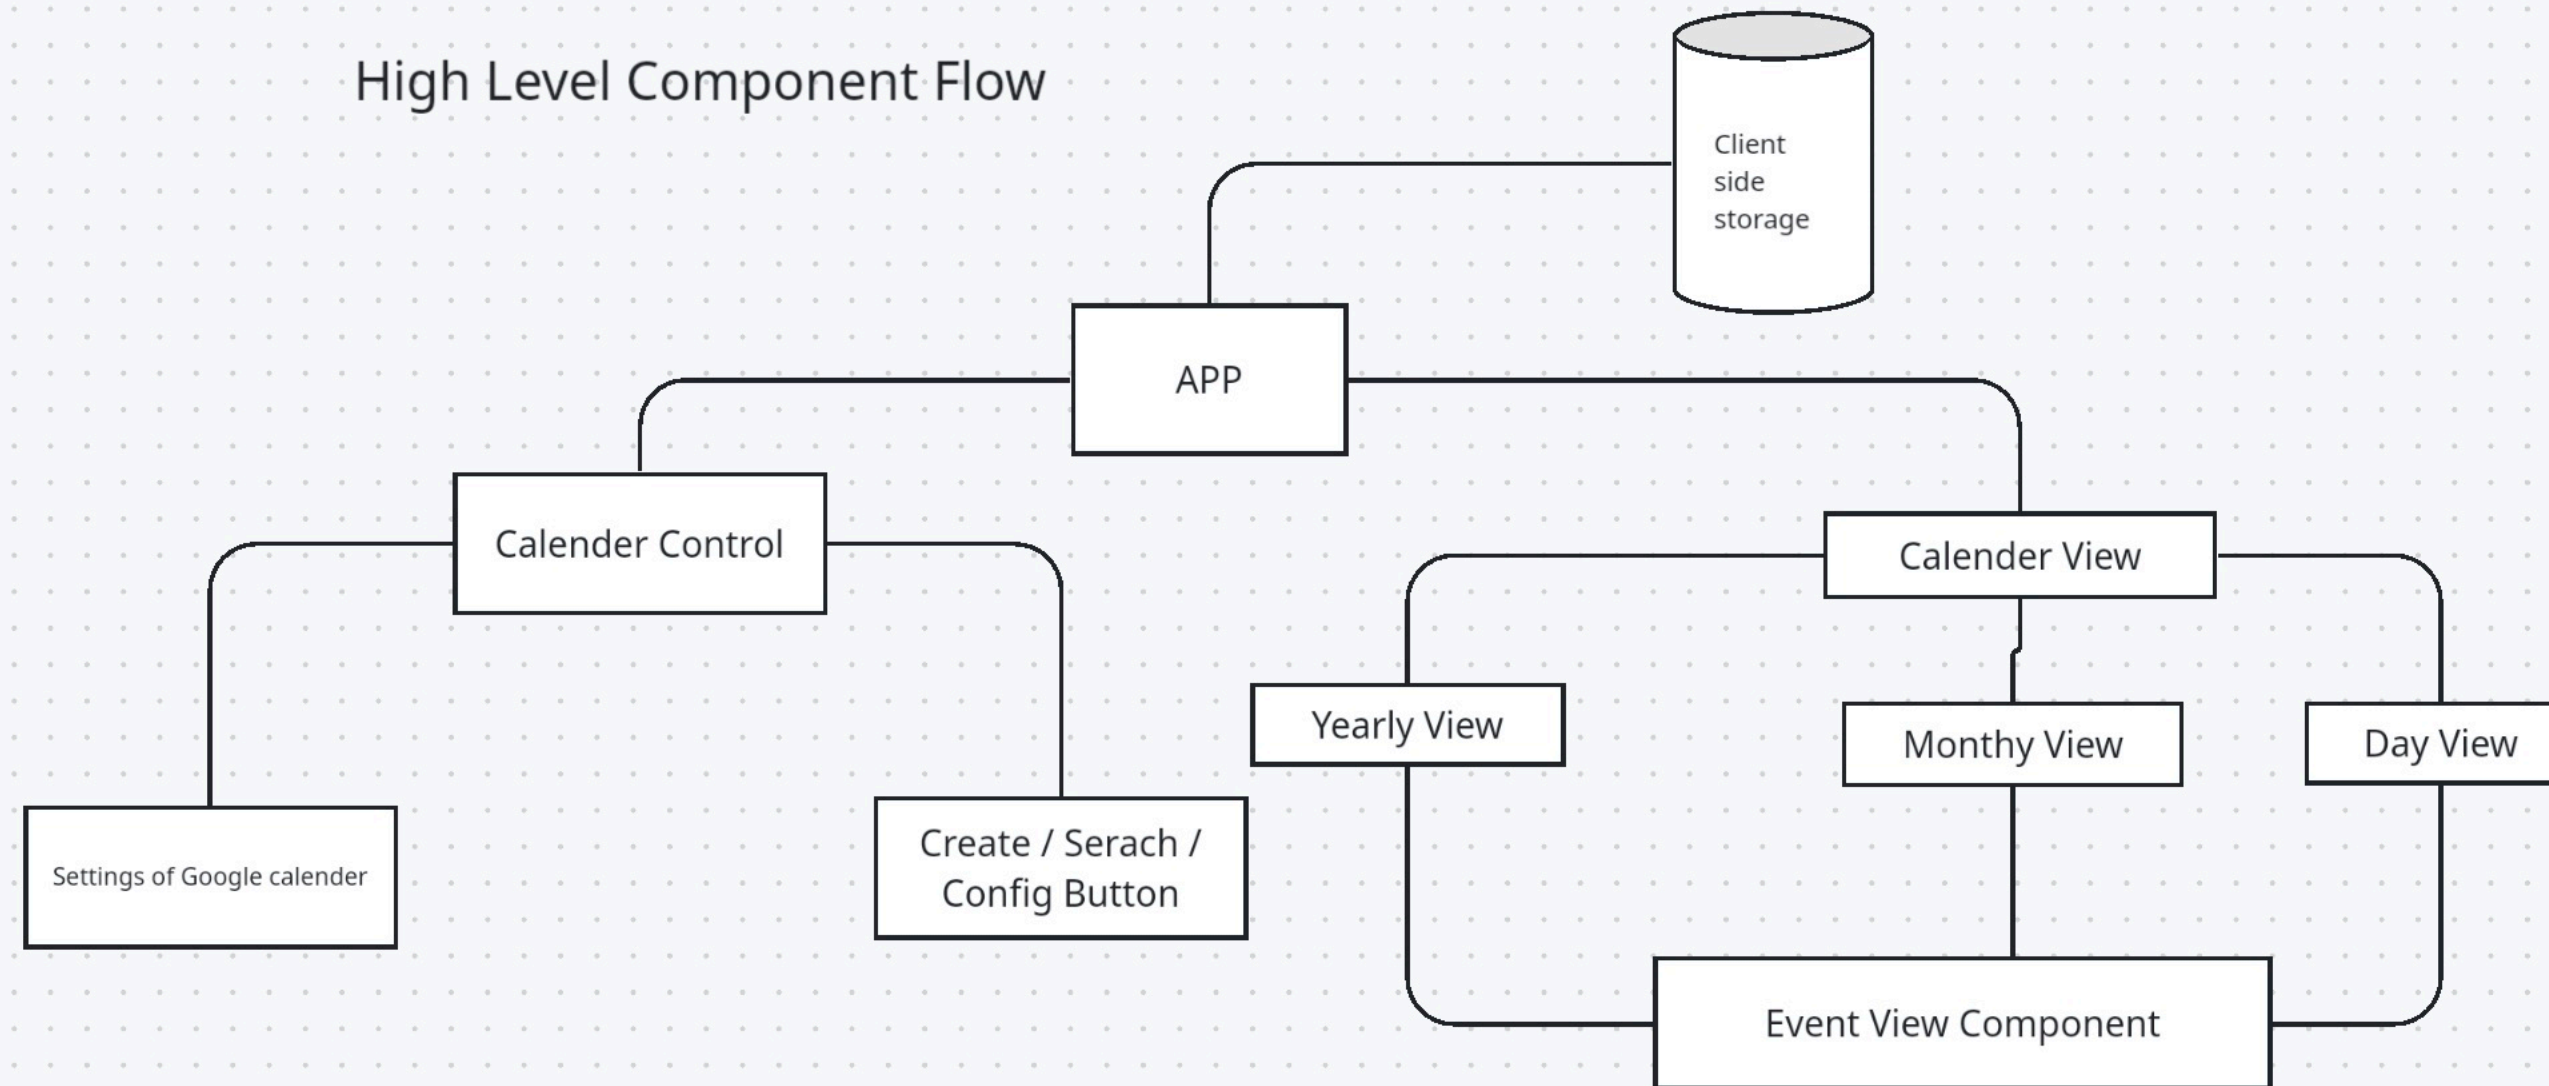 High Level Component Flow
Client
side
storage
APP
Calender Control
Calender View
Yearly View
Monthy View
Day View
Settings of Google calender
Create / Serach /
Config Button
Event View Component